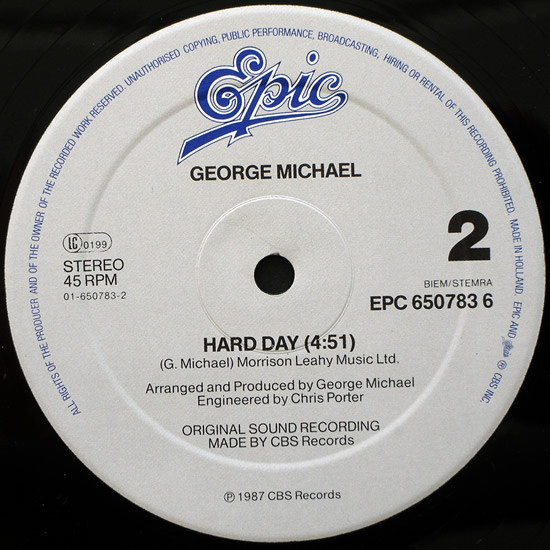 ALL RIGHTS OF THE PRODUCER AND OF THE OWNER OF THE RECORDED WORK RESERVED. UNAUTHORISED COPYING, PUBLIC PERFORMANCE, BROADCASTING, HIRING OR RENTAL OF THIS RECORDING PROHIBITED. MADE IN HOLLAND. EPIC AND Epic ® CBS INC.
Epic
GEORGE MICHAEL
2
LC 0199
STEREO
45 RPM
01-650783-2
BIEM/STEMRA
EPC 650783 6
HARD DAY (4:51)
(G. Michael) Morrison Leahy Music Ltd.
Arranged and Produced by George Michael
Engineered by Chris Porter
ORIGINAL SOUND RECORDING
MADE BY CBS Records
℗ 1987 CBS Records